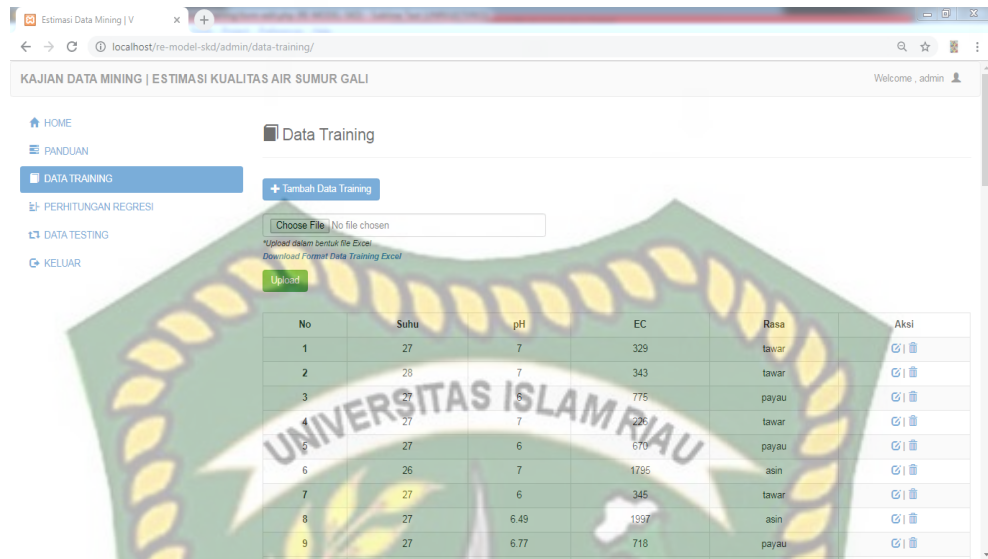 Estimasi Data Mining | V
localhost/re-model-skd/admin/data-training/
KAJIAN DATA MINING | ESTIMASI KUALITAS AIR SUMUR GALI
Welcome , admin
HOME
PANDUAN
DATA TRAINING
PERHITUNGAN REGRESI
DATA TESTING
KELUAR
Data Training
Tambah Data Training
Choose File No file chosen
*Upload dalam bentuk file Excel
Download Format Data Training Excel
Upload
No Suhu pH EC Rasa Aksi
1 27 7 329 tawar |
2 28 7 343 tawar |
3 27 6 775 payau |
4 27 7 226 tawar |
5 27 6 670 payau |
6 26 7 1795 asin |
7 27 6 345 tawar |
8 27 6.49 1997 asin |
9 27 6.77 718 payau |
UNIVERSITAS ISLAM RIAU